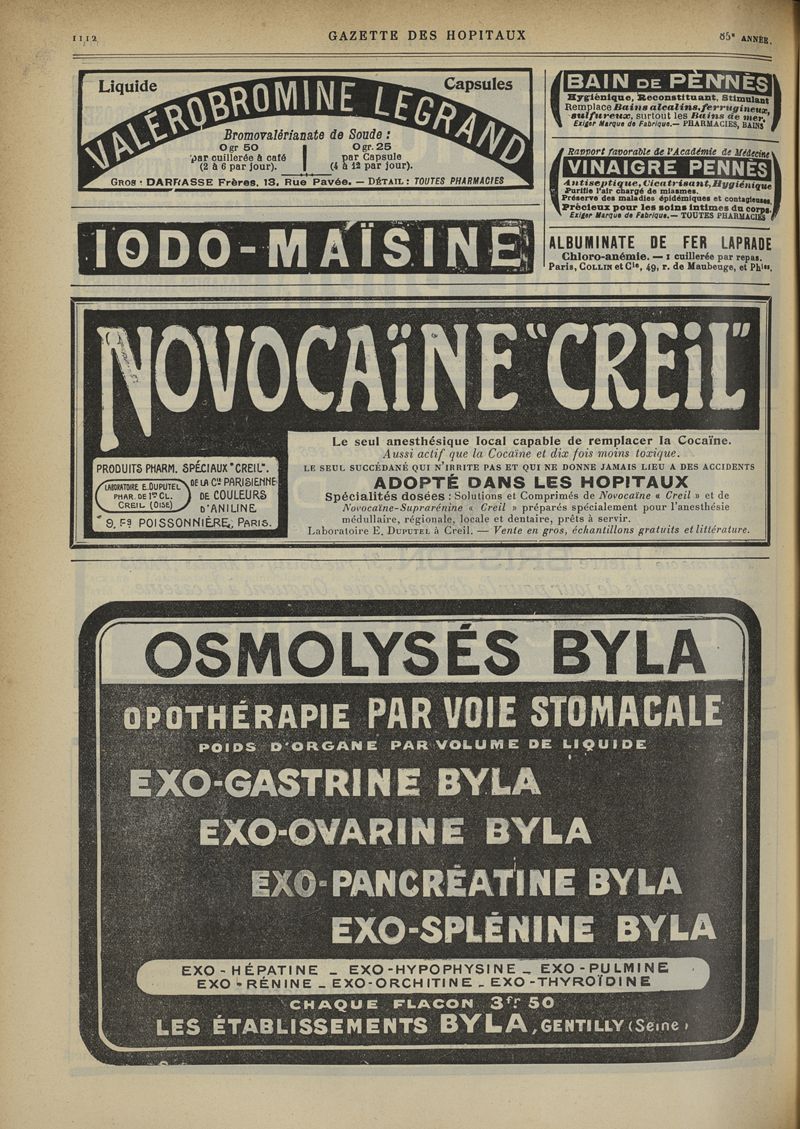 1112
GAZETTE DES HOPITAUX
85e ANNÉE.
Liquide
Capsules
VALÉROBROMINE LEGRAND
Bromovalérianate de Soude :
0 gr 50
par cuillerée à café
(2 à 6 par jour).
0 gr. 25
par Capsule
(4 à 12 par jour).
GROS : DARRASSE Frères, 13, Rue Pavée. — DÉTAIL : TOUTES PHARMACIES
IODO-MAÏSINE
BAIN DE PENNÈS
Hygiénique, Reconstituant, Stimulant
Remplace Bains alcalins, ferrugineux,
sulfureux, surtout les Bains de mer.
Exiger Marque de Fabrique. — PHARMACIES, BAINS
Rapport favorable de l'Académie de Médecine
VINAIGRE PENNÈS
Antiseptique, Cicatrisant, Hygiénique
Purifie l'air chargé de miasmes.
Préserve des maladies épidémiques et contagieuses.
Précieux pour les soins intimes du corps.
Exiger Marque de Fabrique. — TOUTES PHARMACIES
ALBUMINATE DE FER LAPRADE
Chloro-anémie. — 1 cuillerée par repas.
Paris, COLLIN et Cie, 49, r. de Maubeuge, et Phies.
NOVOCAÏNE "CREiL"
PRODUITS PHARM. SPÉCIAUX "CREIL".
LABORATOIRE E. DUPUTEL
PHAR. DE 1re CL.
CREIL (OISE)
DE LA Cie PARISIENNE
DE COULEURS
D'ANILINE
9, Fg POISSONNIÈRE, PARIS.
Le seul anesthésique local capable de remplacer la Cocaïne.
Aussi actif que la Cocaïne et dix fois moins toxique.
LE SEUL SUCCÉDANÉ QUI N'IRRITE PAS ET QUI NE DONNE JAMAIS LIEU A DES ACCIDENTS
ADOPTÉ DANS LES HOPITAUX
Spécialités dosées : Solutions et Comprimés de Novocaïne « Creil » et de
Novocaïne-Suprarénine « Creil » préparés spécialement pour l'anesthésie
médullaire, régionale, locale et dentaire, prêts à servir.
Laboratoire E. DUPUTEL à Creil. — Vente en gros, échantillons gratuits et littérature.
OSMOLYSÉS BYLA
OPOTHÉRAPIE PAR VOIE STOMACALE
POIDS D'ORGANE PAR VOLUME DE LIQUIDE
EXO-GASTRINE BYLA
EXO-OVARINE BYLA
EXO-PANCRÉATINE BYLA
EXO-SPLÉNINE BYLA
EXO-HÉPATINE _ EXO-HYPOPHYSINE _ EXO-PULMINE
EXO-RÉNINE _ EXO-ORCHITINE _ EXO-THYROÏDINE
CHAQUE FLACON 3fr 50
LES ÉTABLISSEMENTS BYLA, GENTILLY (Seine)